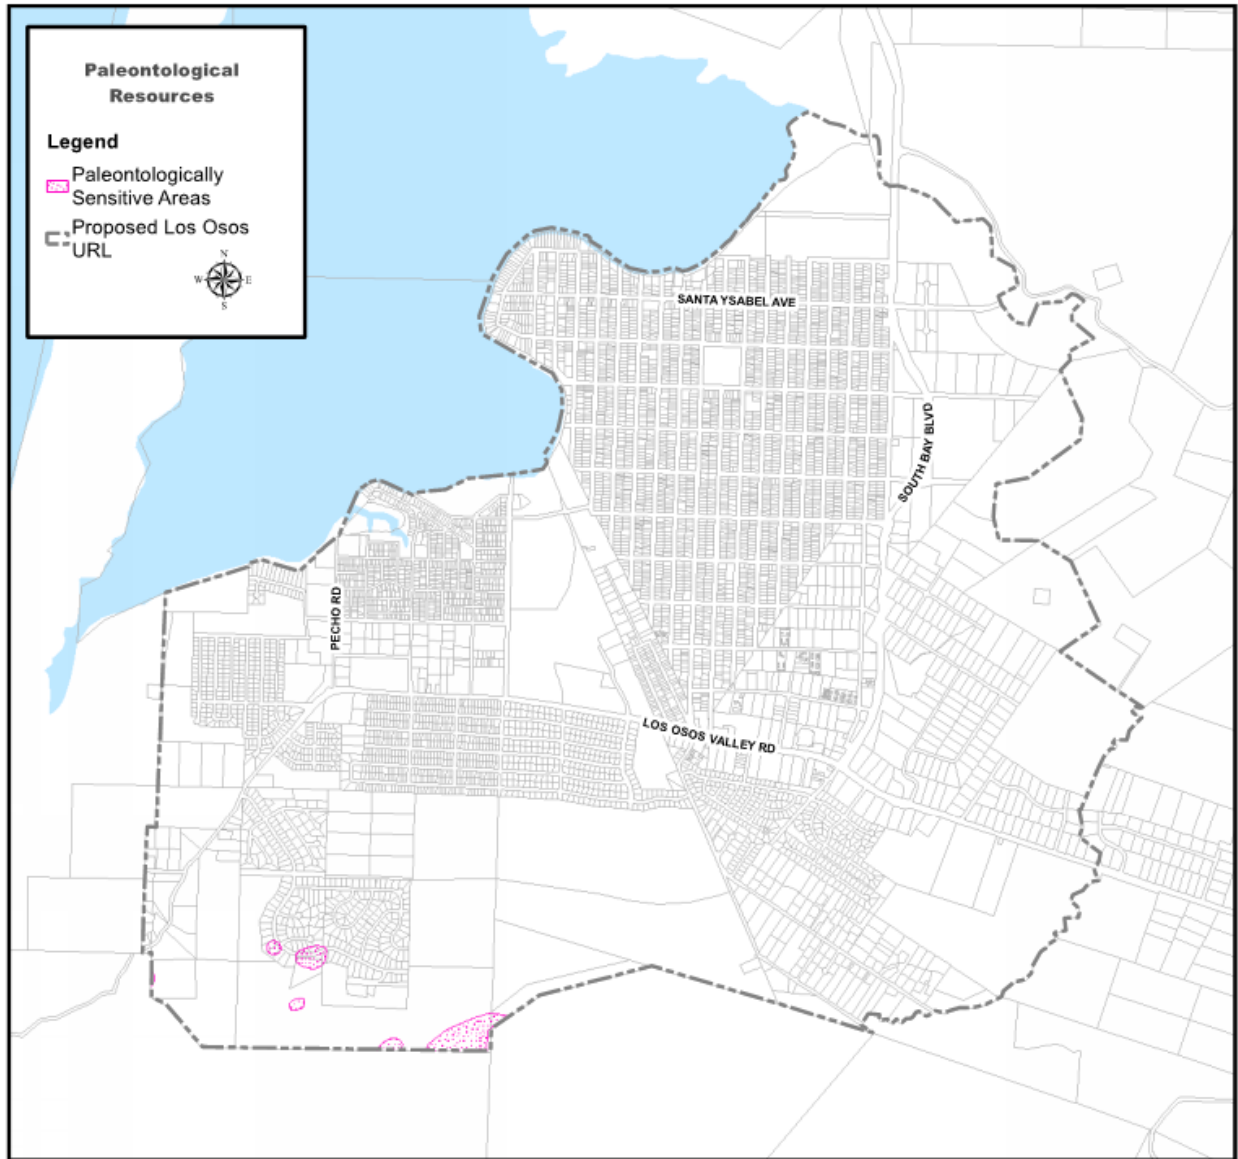 Paleontological
Resources
Legend
Paleontologically
Sensitive Areas
Proposed Los Osos
URL
N
W E
S
SANTA YSABEL AVE
SOUTH BAY BLVD
PECHO RD
LOS OSOS VALLEY RD